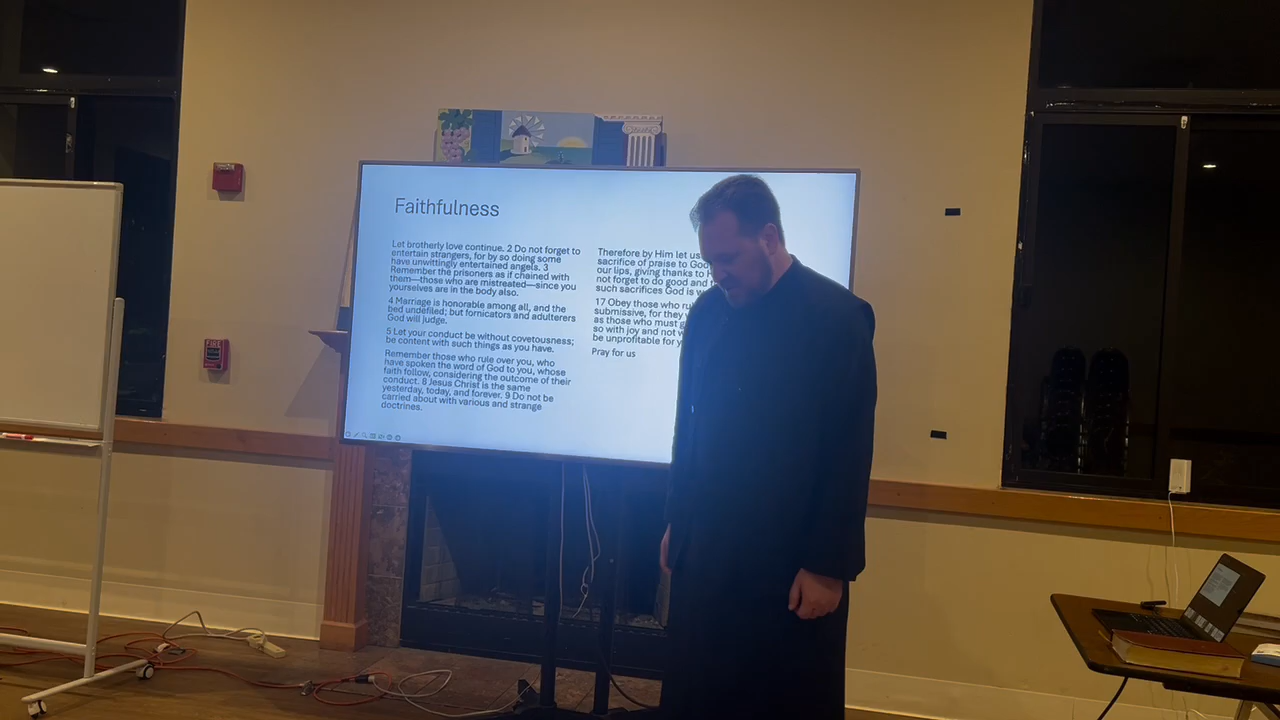 FIRE
Faithfulness
Let brotherly love continue. 2 Do not forget to
entertain strangers, for by so doing some
have unwittingly entertained angels. 3
Remember the prisoners as if chained with
them—those who are mistreated—since you
yourselves are in the body also.
4 Marriage is honorable among all, and the
bed undefiled; but fornicators and adulterers
God will judge.
5 Let your conduct be without covetousness;
be content with such things as you have.
Remember those who rule over you, who
have spoken the word of God to you, whose
faith follow, considering the outcome of their
conduct. 8 Jesus Christ is the same
yesterday, today, and forever. 9 Do not be
carried about with various and strange
doctrines.
Therefore by Him let us
sacrifice of praise to God
our lips, giving thanks to
not forget to do good and
such sacrifices God is
17 Obey those who
submissive, for they
as those who must
so with joy and not
be unprofitable for
Pray for us